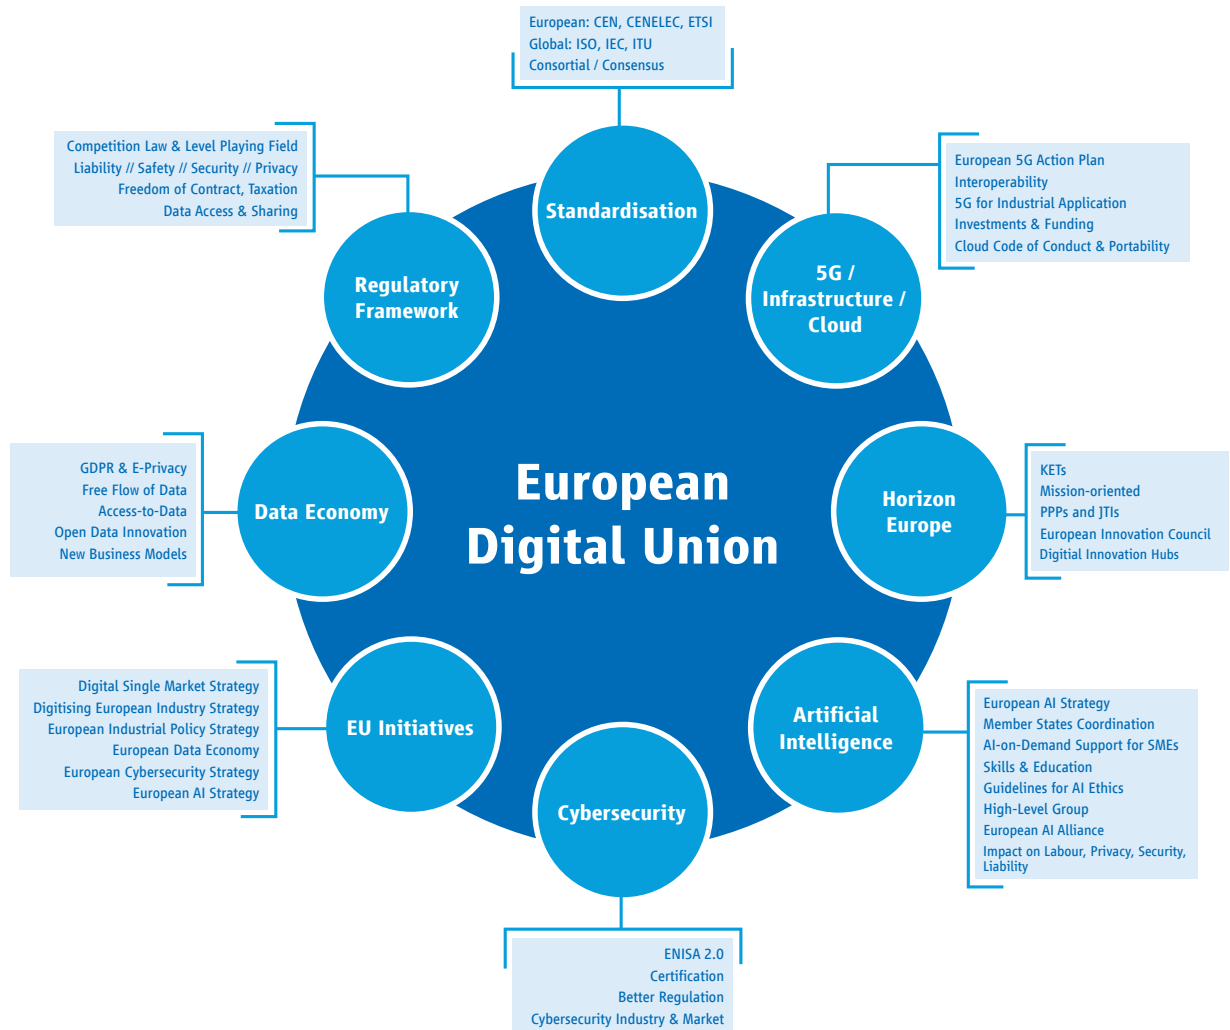 European: CEN, CENELEC, ETSI
Global: ISO, IEC, ITU
Consortial / Consensus
Standardisation
European 5G Action Plan
Interoperability
5G for Industrial Application
Investments & Funding
Cloud Code of Conduct & Portability
5G /
Infrastructure /
Cloud
KETs
Mission-oriented
PPPs and JTIs
European Innovation Council
Digitial Innovation Hubs
Horizon
Europe
European AI Strategy
Member States Coordination
AI-on-Demand Support for SMEs
Skills & Education
Guidelines for AI Ethics
High-Level Group
European AI Alliance
Impact on Labour, Privacy, Security,
Liability
Artificial
Intelligence
Cybersecurity
ENISA 2.0
Certification
Better Regulation
Cybersecurity Industry & Market
EU Initiatives
Digital Single Market Strategy
Digitising European Industry Strategy
European Industrial Policy Strategy
European Data Economy
European Cybersecurity Strategy
European AI Strategy
Data Economy
GDPR & E-Privacy
Free Flow of Data
Access-to-Data
Open Data Innovation
New Business Models
Regulatory
Framework
Competition Law & Level Playing Field
Liability // Safety // Security // Privacy
Freedom of Contract, Taxation
Data Access & Sharing
European
Digital Union